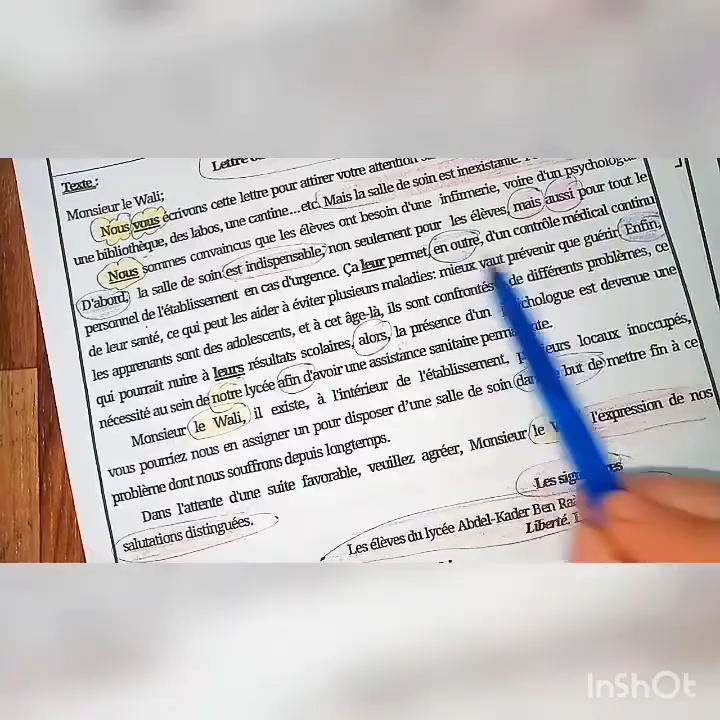 Lettre
Texte :
Monsieur le Wali;
Nous vous écrivons cette lettre pour attirer votre attention
une bibliothèque, des labos, une cantine...etc. Mais la salle de soin est inexistante.
Nous sommes convaincus que les élèves ont besoin d'une infirmerie, voire d'un psychologue
D'abord, la salle de soin est indispensable, non seulement pour les élèves, mais aussi pour tout le
personnel de l'établissement en cas d'urgence. Ça leur permet, en outre, d'un contrôle médical continu
de leur santé, ce qui peut les aider à éviter plusieurs maladies: mieux vaut prévenir que guérir. Enfin,
les apprenants sont des adolescents, et à cet âge-là, ils sont confrontés de différents problèmes, ce
qui pourrait nuire à leurs résultats scolaires, alors, la présence d'un psychologue est devenue une
nécessité au sein de notre lycée afin d'avoir une assistance sanitaire permanente.
Monsieur le Wali, il existe, à l'intérieur de l'établissement, plusieurs locaux inoccupés,
vous pourriez nous en assigner un pour disposer d'une salle de soin dans le but de mettre fin à ce
problème dont nous souffrons depuis longtemps.
Dans l'attente d'une suite favorable, veuillez agréer, Monsieur le l'expression de nos
salutations distinguées.
Les signataires
Les élèves du lycée Abdel-Kader Ben
Liberté.
InShOt